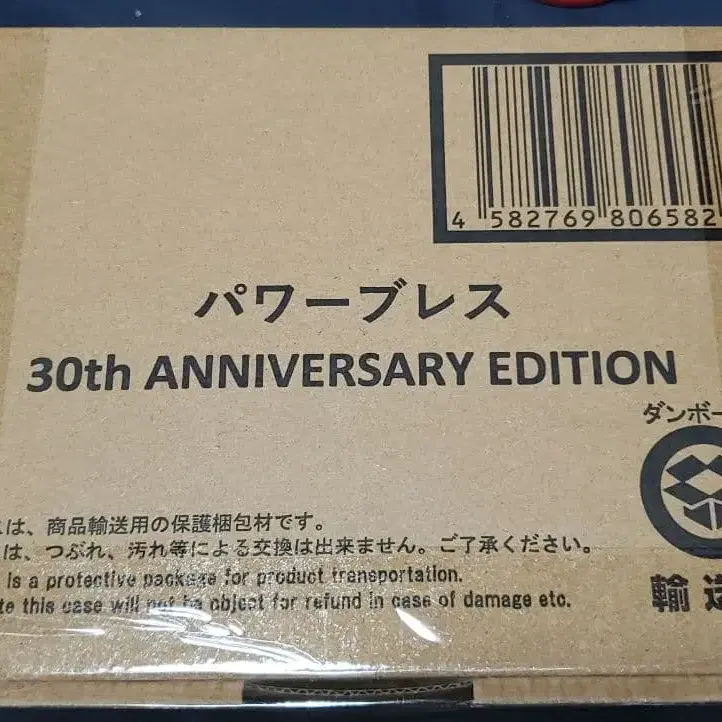 4 582769 806582
パワーブレス
30th ANNIVERSARY EDITION
ダンボー
は、商品輸送用の保護梱包材です。
は、つぶれ、汚れ等による交換は出来ません。ご了承ください。
is a protective package for product transportation.
this case will not be object for refund in case of damage etc.
輸送